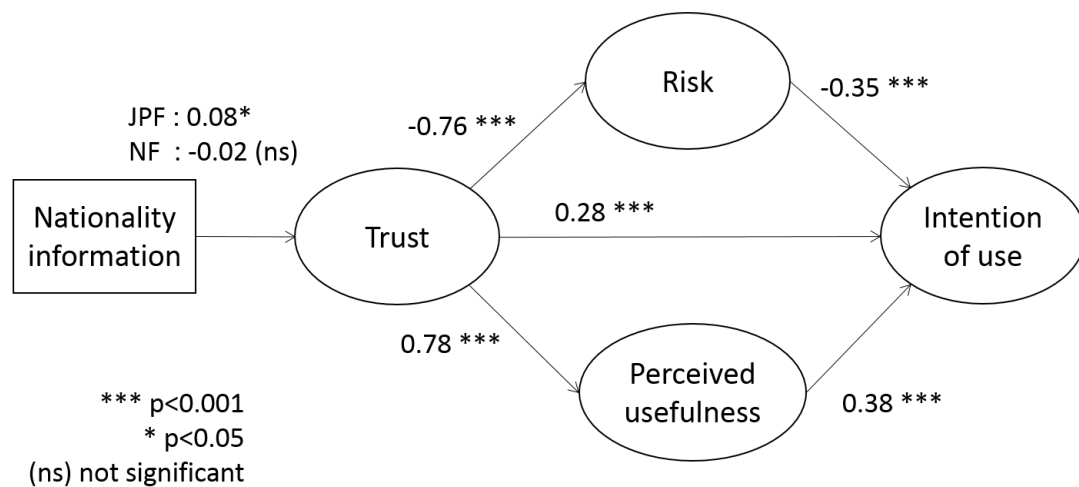 JPF : 0.08*
NF : -0.02 (ns)
Nationality
information
Trust
-0.76 ***
Risk
-0.35 ***
0.28 ***
Intention
of use
0.78 ***
Perceived
usefulness
0.38 ***
*** p<0.001
* p<0.05
(ns) not significant